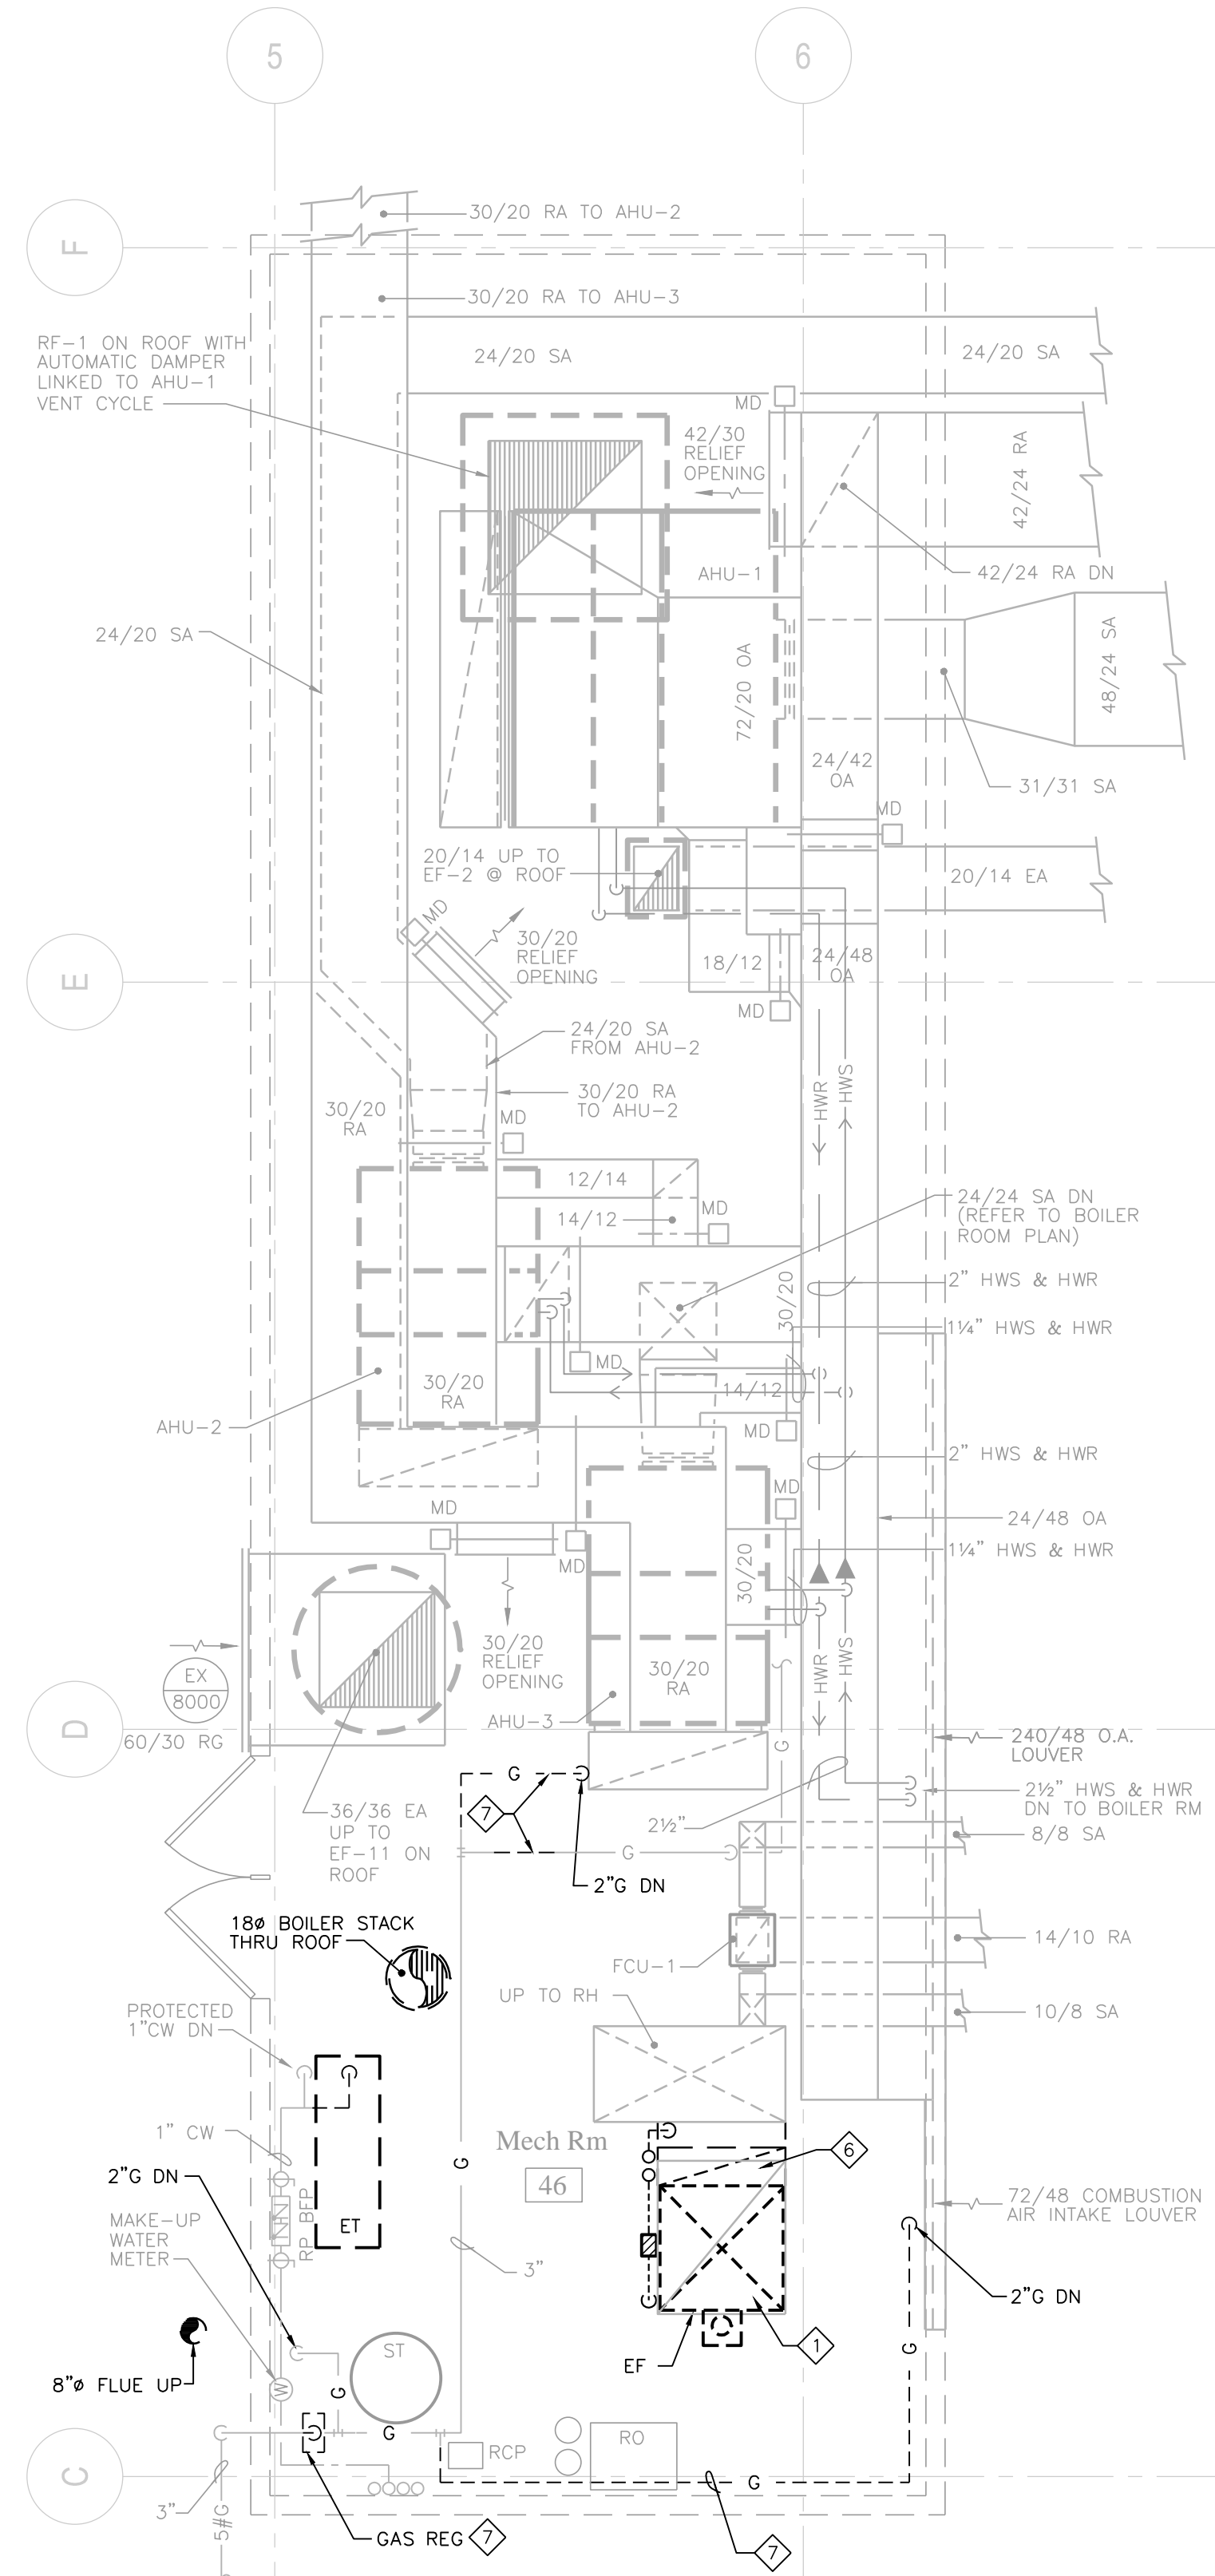 5
6
F
30/20 RA TO AHU-2
30/20 RA TO AHU-3
RF-1 ON ROOF WITH
AUTOMATIC DAMPER
LINKED TO AHU-1
VENT CYCLE
24/20 SA
24/20 SA
MD
42/30
RELIEF
OPENING
42/24 RA
AHU-1
42/24 RA DN
24/20 SA
72/20 OA
48/24 SA
24/42
OA
31/31 SA
MD
20/14 UP TO
EF-2 @ ROOF
20/14 EA
MD
30/20
RELIEF
OPENING
18/12
24/48
OA
E
MD
24/20 SA
FROM AHU-2
30/20 RA
TO AHU-2
HWR
HWS
30/20
RA
MD
12/14
14/12
MD
24/24 SA DN
(REFER TO BOILER
ROOM PLAN)
30/20
2" HWS & HWR
1¼" HWS & HWR
MD
30/20
RA
14/12
AHU-2
MD
2" HWS & HWR
MD
MD
24/48 OA
MD
30/20
1¼" HWS & HWR
EX
8000
30/20
RELIEF
OPENING
30/20
RA
HWR
HWS
AHU-3
D
60/30 RG
G
240/48 O.A.
LOUVER
G
7
2½" HWS & HWR
DN TO BOILER RM
36/36 EA
UP TO
EF-11 ON
ROOF
2½"
8/8 SA
G
2"G DN
18ø BOILER STACK
THRU ROOF
14/10 RA
FCU-1
UP TO RH
PROTECTED
1"CW DN
10/8 SA
1" CW
Mech Rm
46
6
2"G DN
G
MAKE-UP
WATER
METER
RP BFP
ET
72/48 COMBUSTION
AIR INTAKE LOUVER
3"
2"G DN
1
EF
8"ø FLUE UP
ST
G
G
W
G
RCP
RO
C
G
3"
5#G
GAS REG
7
7